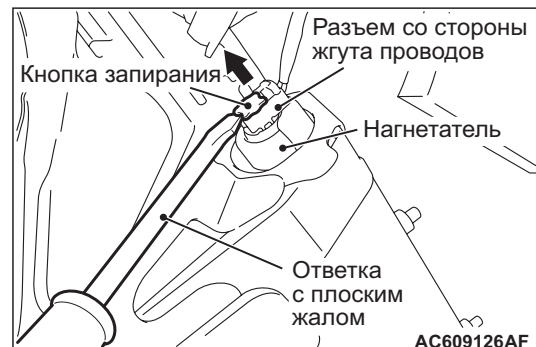 Разъем со стороны
жгута проводов
Кнопка запирания
Нагнетатель
Ответка
с плоским
жалом
AC609126AF